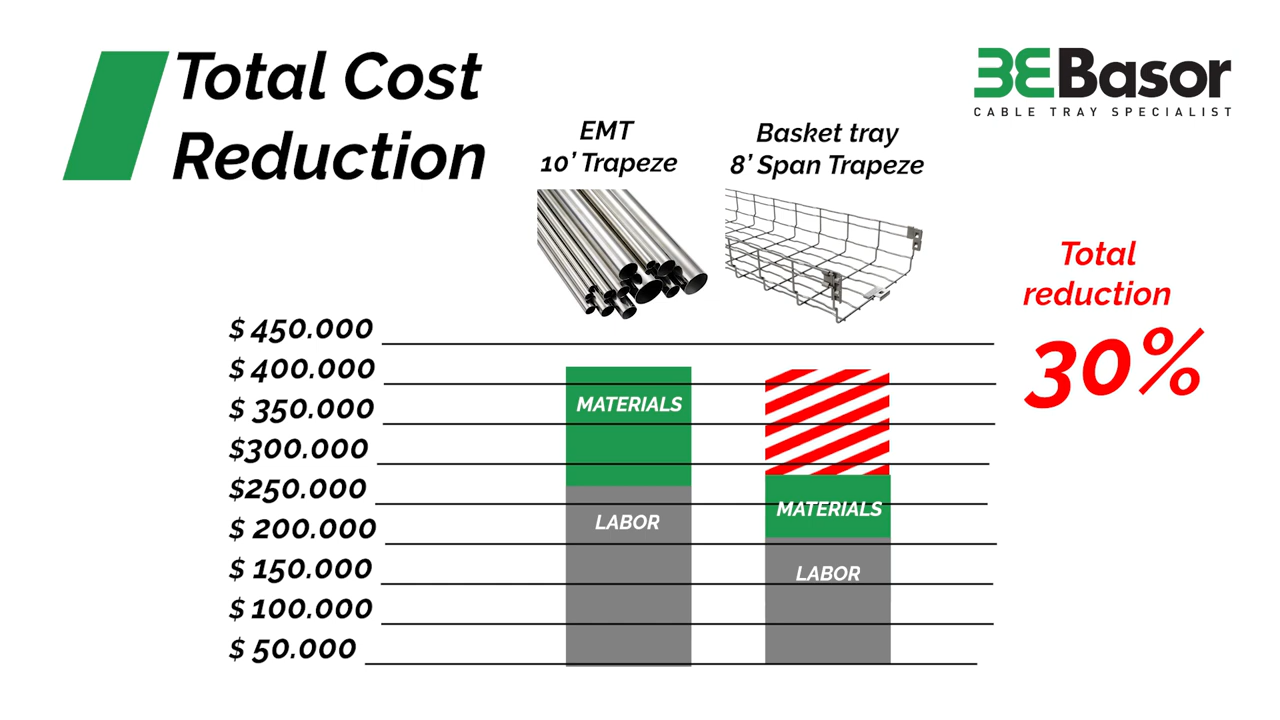 Total Cost
Reduction
BEBasor
CABLE TRAY SPECIALIST
EMT
10' Trapeze
Basket tray
8' Span Trapeze
Total
reduction
30%
$ 450.000
$ 400.000
$ 350.000
$300.000
$250.000
$ 200.000
$ 150.000
$ 100.000
$ 50.000
MATERIALS
LABOR
MATERIALS
LABOR